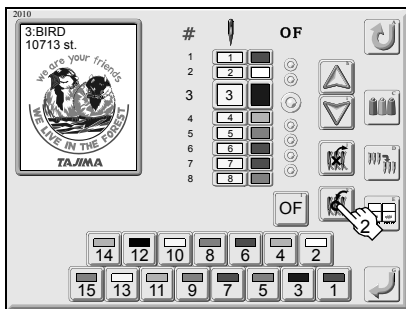 2010
3:BIRD
10713 st.
we are your friends
WE LIVE IN THE FOREST
TAJIMA
# OF
1 1
2 2
3 3
4 4
5 5
6 6
7 7
8 8
OF
2
14 12 10 8 6 4 2
15 13 11 9 7 5 3 1